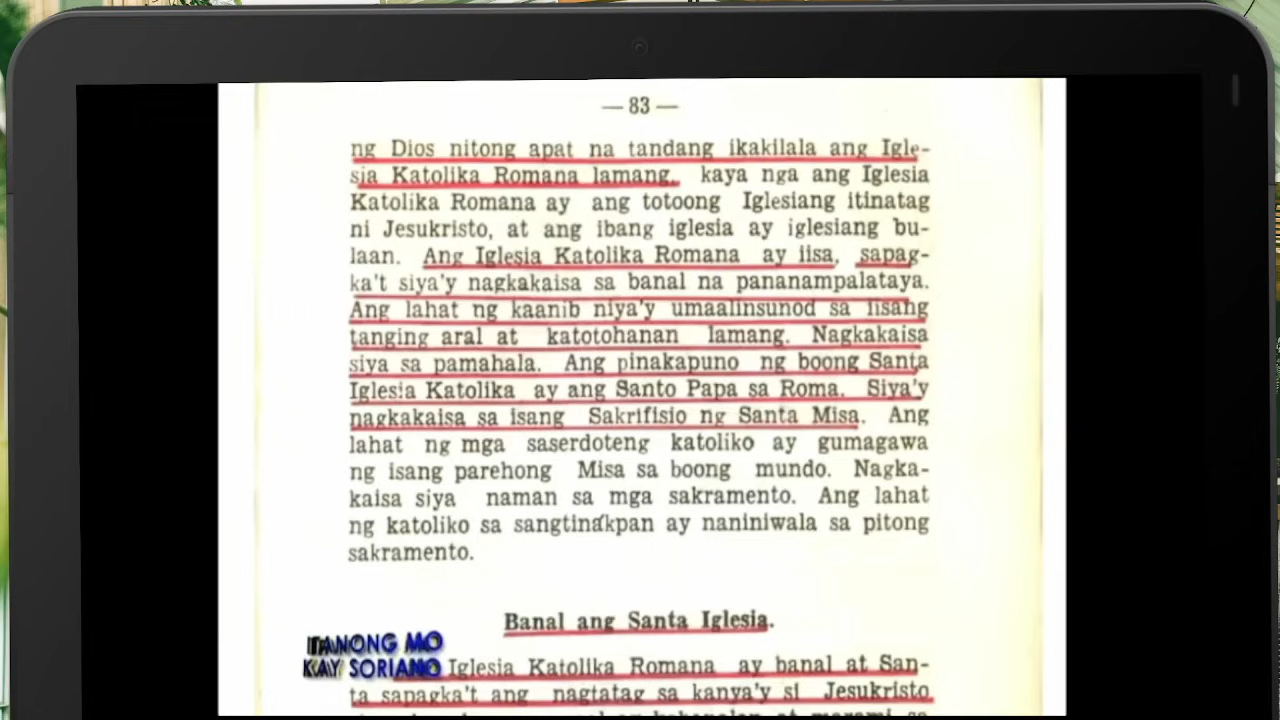 — 83 —
ng Dios nitong apat na tandang ikakilala ang Igle-
sia Katolika Romana lamang, kaya nga ang Iglesia
Katolika Romana ay ang totoong Iglesiang itinatag
ni Jesukristo, at ang ibang iglesia ay iglesiang bu-
laan. Ang Iglesia Katolika Romana ay iisa, sapag-
ka't siya'y nagkakaisa sa banal na pananampalataya.
Ang lahat ng kaanib niya'y umaalinsunod sa iisang
tanging aral at katotohanan lamang. Nagkakaisa
siya sa pamahala. Ang pinakapuno ng boong Santa
Iglesia Katolika ay ang Santo Papa sa Roma. Siya'y
nagkakaisa sa isang Sakrifisio ng Santa Misa. Ang
lahat ng mga saserdoteng katoliko ay gumagawa
ng isang parehong Misa sa boong mundo. Nagka-
kaisa siya naman sa mga sakramento. Ang lahat
ng katoliko sa sangtinakpan ay naniniwala sa pitong
sakramento.
Banal ang Santa Iglesia.
Iglesia Katolika Romana ay banal at San-
ta sapagka't ang nagtatag sa kanya'y si Jesukristo
ITANONG MO
KAY SORIANO